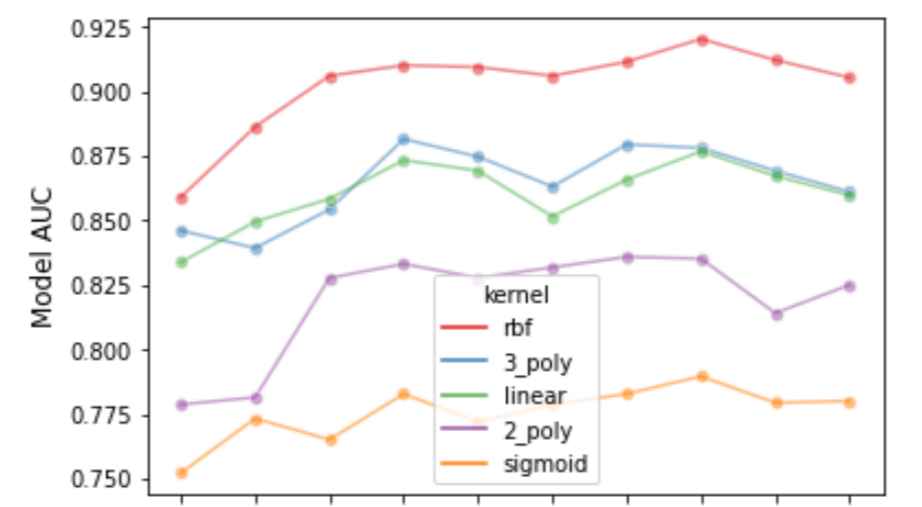 Model AUC
0.925
0.900
0.875
0.850
0.825
0.800
0.775
0.750
kernel
rbf
3_poly
linear
2_poly
sigmoid